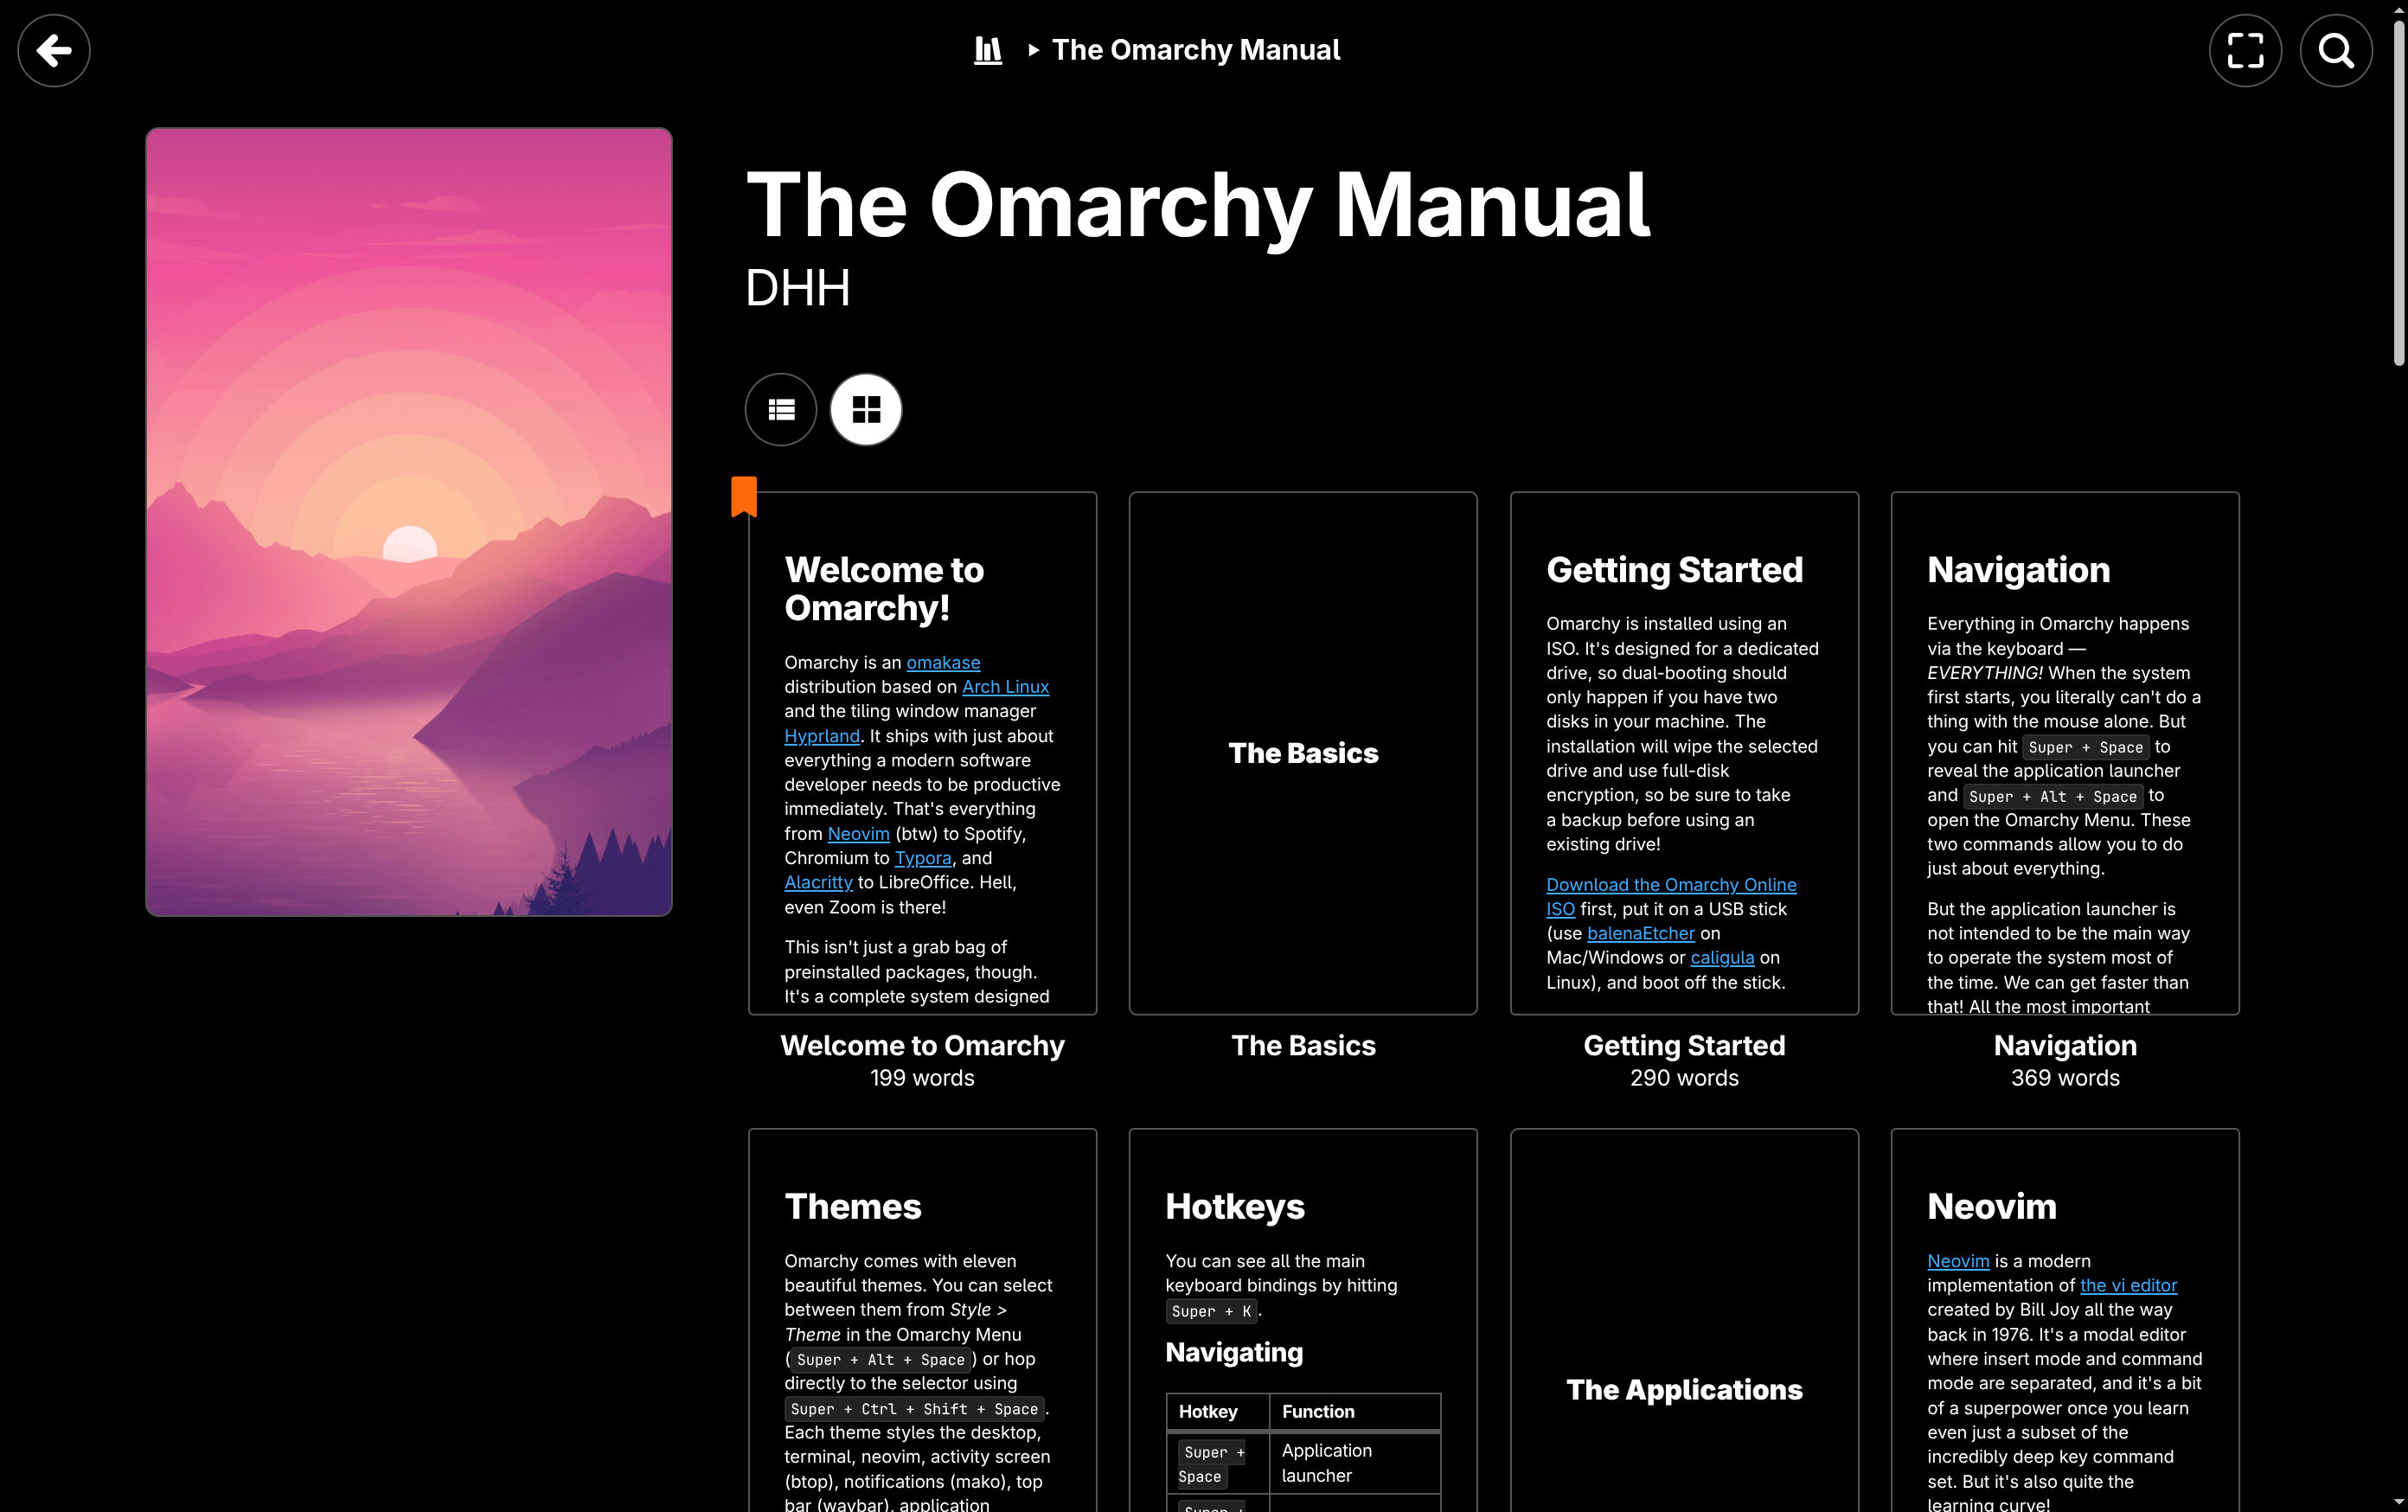 The Omarchy Manual
The Omarchy Manual
DHH
Welcome to
Omarchy!
Omarchy is an omakase
distribution based on Arch Linux
and the tiling window manager
Hyprland. It ships with just about
everything a modern software
developer needs to be productive
immediately. That's everything
from Neovim (btw) to Spotify,
Chromium to Typora, and
Alacritty to LibreOffice. Hell,
even Zoom is there!
This isn't just a grab bag of
preinstalled packages, though.
It's a complete system designed
Welcome to Omarchy
199 words
The Basics
The Basics
Getting Started
Omarchy is installed using an
ISO. It's designed for a dedicated
drive, so dual-booting should
only happen if you have two
disks in your machine. The
installation will wipe the selected
drive and use full-disk
encryption, so be sure to take
a backup before using an
existing drive!
Download the Omarchy Online
ISO first, put it on a USB stick
(use balenaEtcher on
Mac/Windows or caligula on
Linux), and boot off the stick.
Getting Started
290 words
Navigation
Everything in Omarchy happens
via the keyboard —
EVERYTHING! When the system
first starts, you literally can't do a
thing with the mouse alone. But
you can hit Super + Space to
reveal the application launcher
and Super + Alt + Space to
open the Omarchy Menu. These
two commands allow you to do
just about everything.
But the application launcher is
not intended to be the main way
to operate the system most of
the time. We can get faster than
that! All the most important
Navigation
369 words
Themes
Omarchy comes with eleven
beautiful themes. You can select
between them from Style >
Theme in the Omarchy Menu
(Super + Alt + Space) or hop
directly to the selector using
Super + Ctrl + Shift + Space.
Each theme styles the desktop,
terminal, neovim, activity screen
(btop), notifications (mako), top
bar (waybar), application
Hotkeys
You can see all the main
keyboard bindings by hitting
Super + K.
Navigating
Hotkey Function
Super + Application
Space launcher
Super +
The Applications
Neovim
Neovim is a modern
implementation of the vi editor
created by Bill Joy all the way
back in 1976. It's a modal editor
where insert mode and command
mode are separated, and it's a bit
of a superpower once you learn
even just a subset of the
incredibly deep key command
set. But it's also quite the
learning curve!